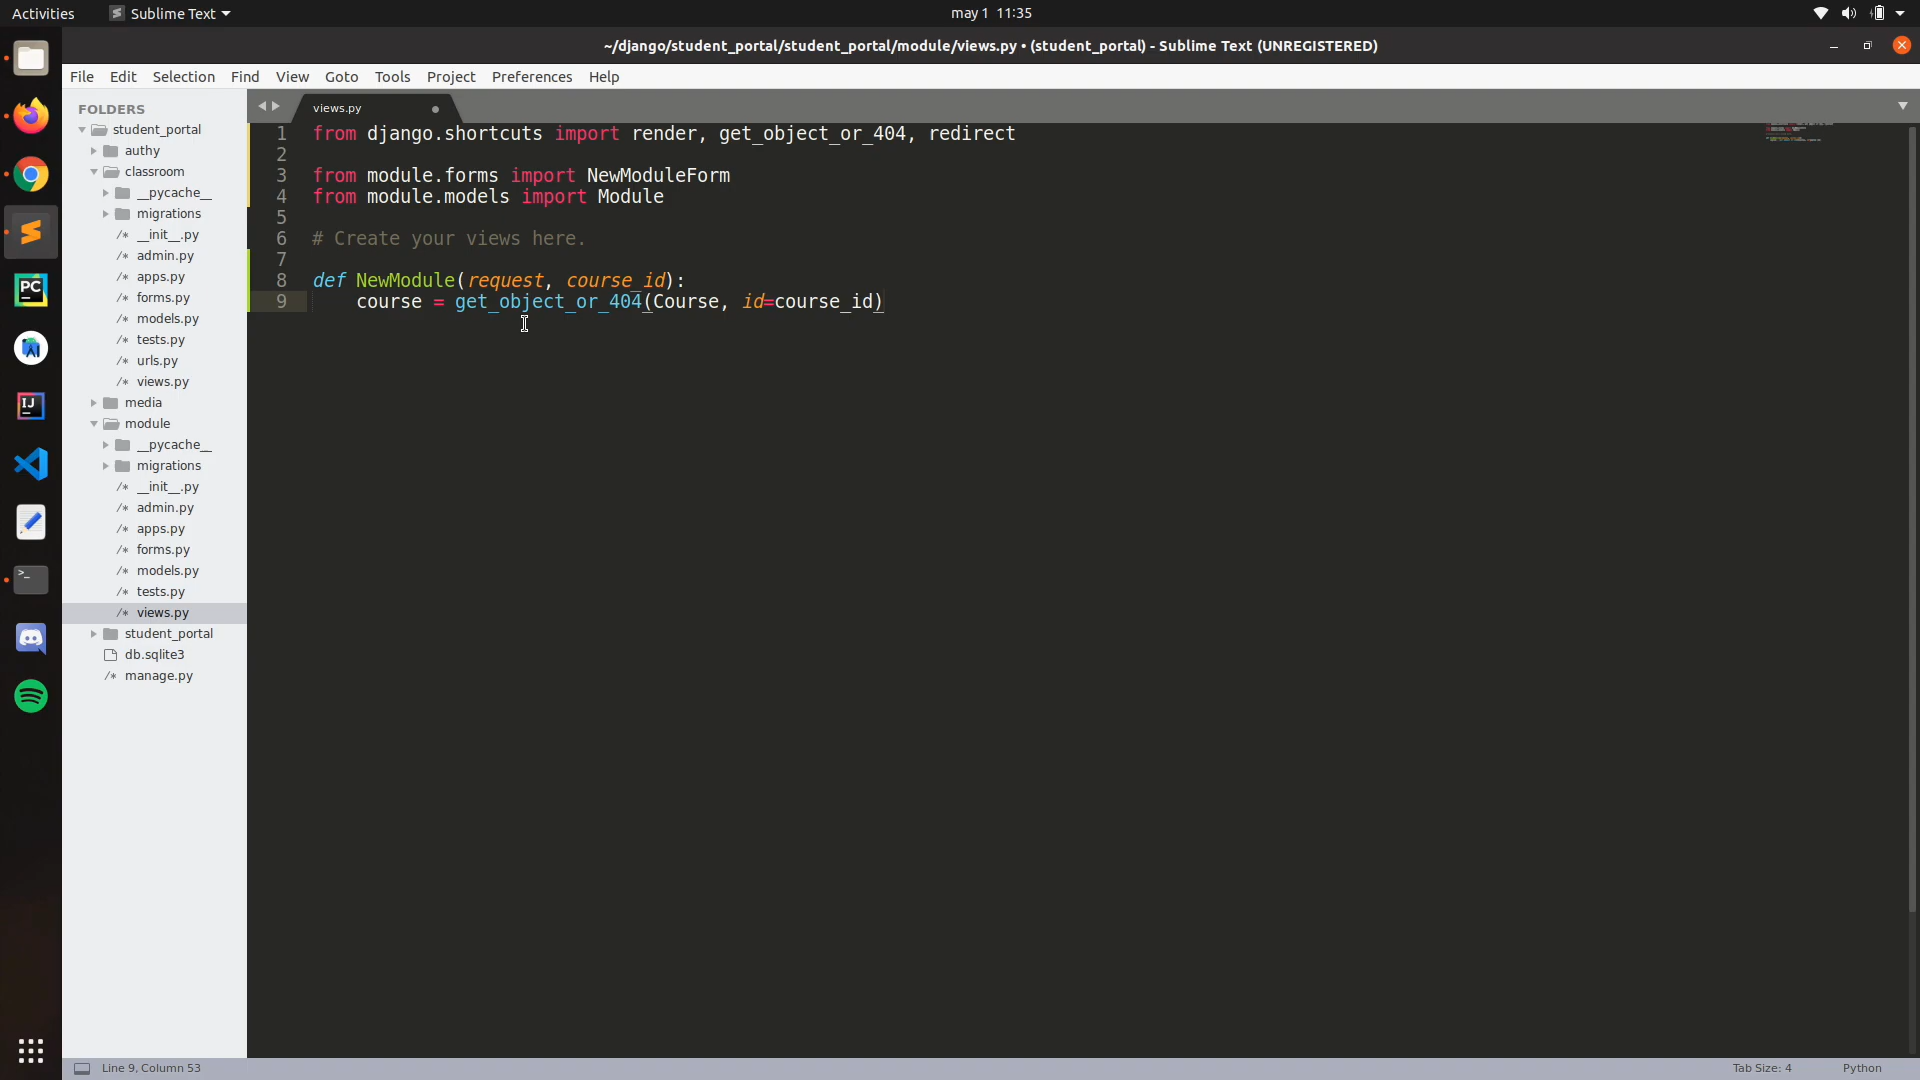 Activities
Sublime Text
may 1 11:35
~/django/student_portal/student_portal/module/views.py • (student_portal) - Sublime Text (UNREGISTERED)
File Edit Selection Find View Goto Tools Project Preferences Help
FOLDERS
student_portal
authy
classroom
__pycache__
migrations
/* __init__.py
/* admin.py
/* apps.py
/* forms.py
/* models.py
/* tests.py
/* urls.py
/* views.py
media
module
__pycache__
migrations
/* __init__.py
/* admin.py
/* apps.py
/* forms.py
/* models.py
/* tests.py
/* views.py
student_portal
db.sqlite3
/* manage.py
views.py
1 from django.shortcuts import render, get_object_or_404, redirect
2
3 from module.forms import NewModuleForm
4 from module.models import Module
5
6 # Create your views here.
7
8 def NewModule(request, course_id):
9 course = get_object_or_404(Course, id=course_id)
PC
IJ
>_
Line 9, Column 53
Tab Size: 4
Python